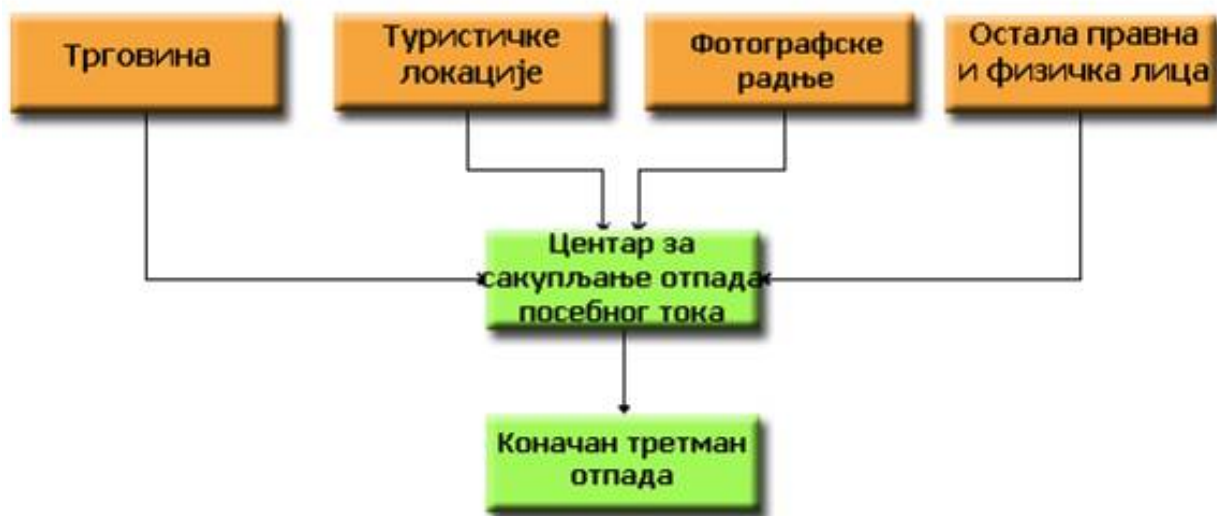 Трговина
Туристичке
локације
Фотографске
радње
Остала правна
и физичка лица
Центар за
сакупљање отпада
посебног тока
Коначан третман
отпада